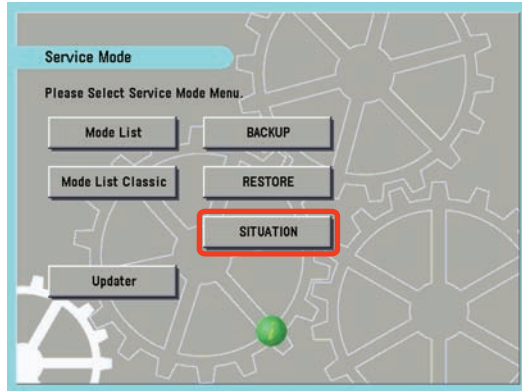 Service Mode
Please Select Service Mode Menu.
Mode List
BACKUP
Mode List Classic
RESTORE
SITUATION
Updater